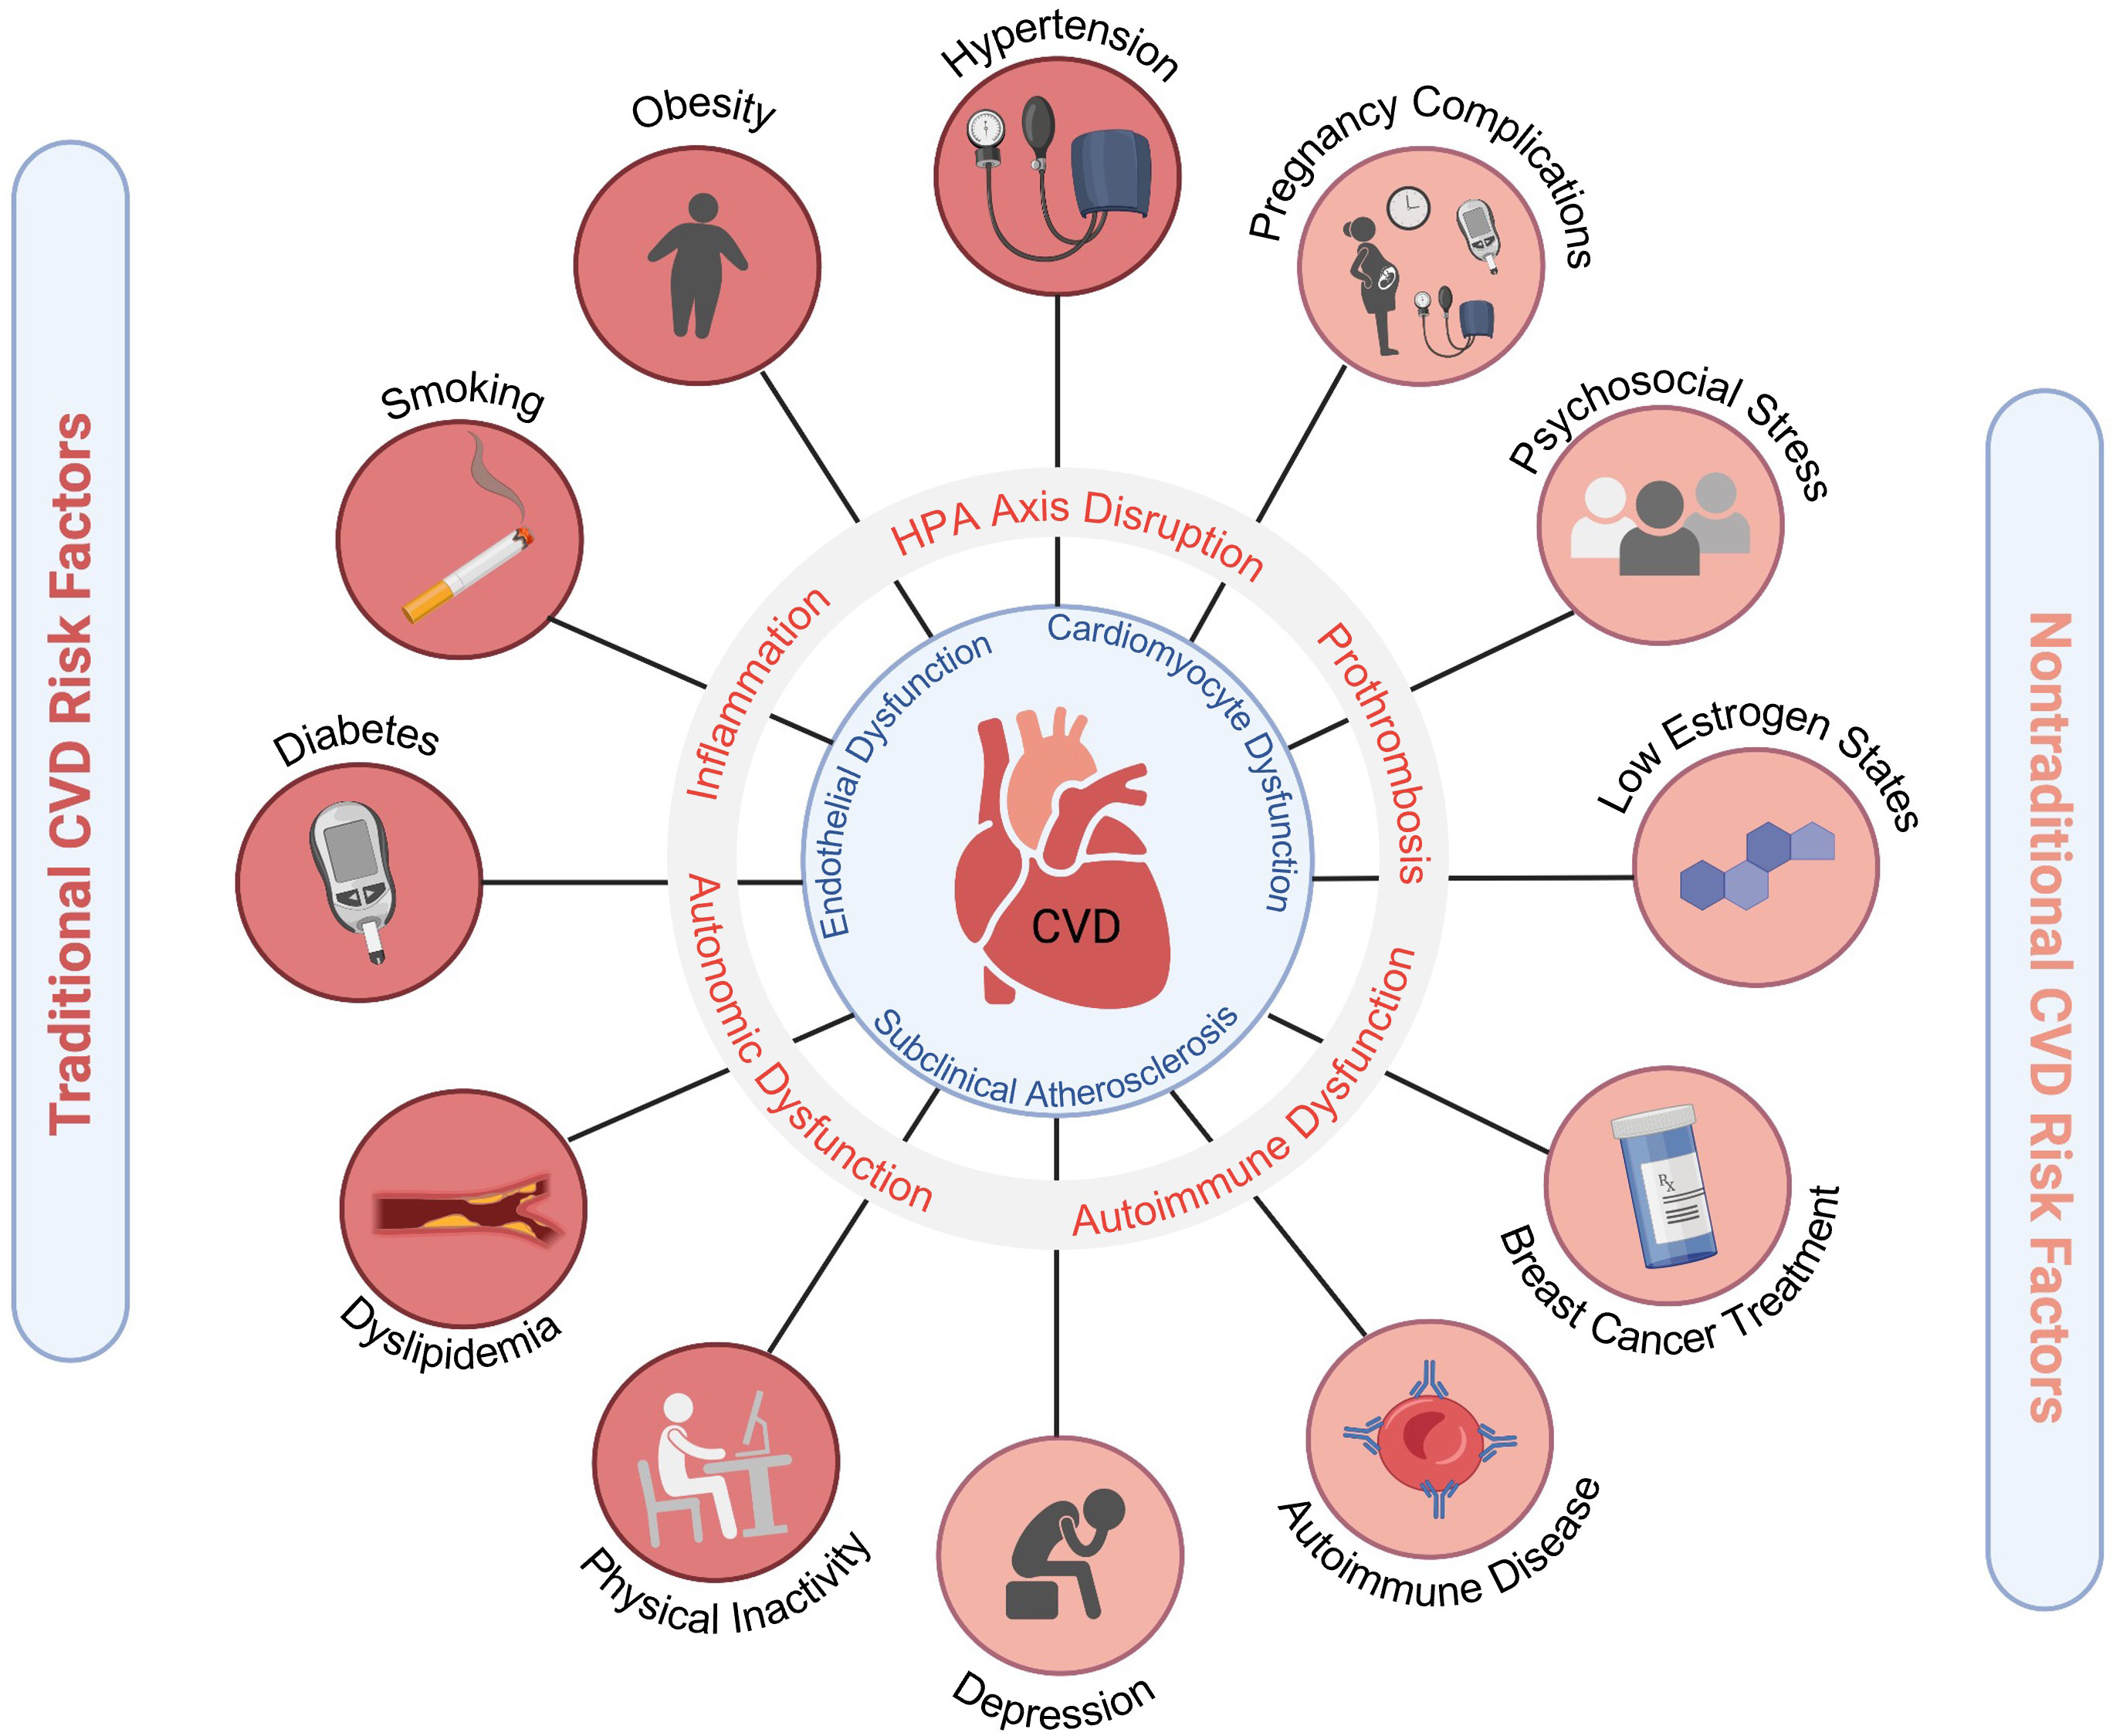 Hypertension
Obesity
Pregnancy Complications
Smoking
Psychosocial Stress
Diabetes
Low Estrogen States
Traditional CVD Risk Factors
Nontraditional CVD Risk Factors
HPA Axis Disruption
Inflammation
Prothrombosis
Autonomic Dysfunction
Autoimmune Dysfunction
Endothelial Dysfunction
Cardiomyocyte Dysfunction
Subclinical Atherosclerosis
CVD
Dyslipidemia
Rx
Breast Cancer Treatment
Physical Inactivity
Autoimmune Disease
Depression